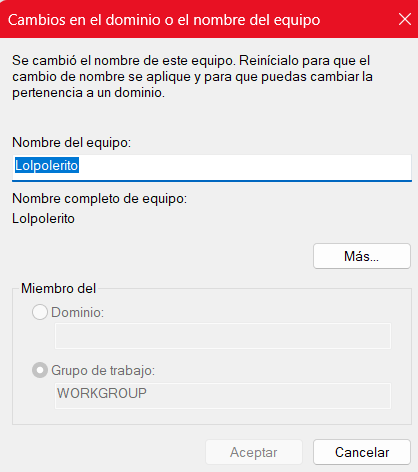 Cambios en el dominio o el nombre del equipo
Se cambió el nombre de este equipo. Reinícialo para que el
cambio de nombre se aplique y para que puedas cambiar la
pertenencia a un dominio.
Nombre del equipo:
Lolpolerito
Nombre completo de equipo:
Lolpolerito
Más...
Miembro del
Dominio:
Grupo de trabajo:
WORKGROUP
Aceptar
Cancelar